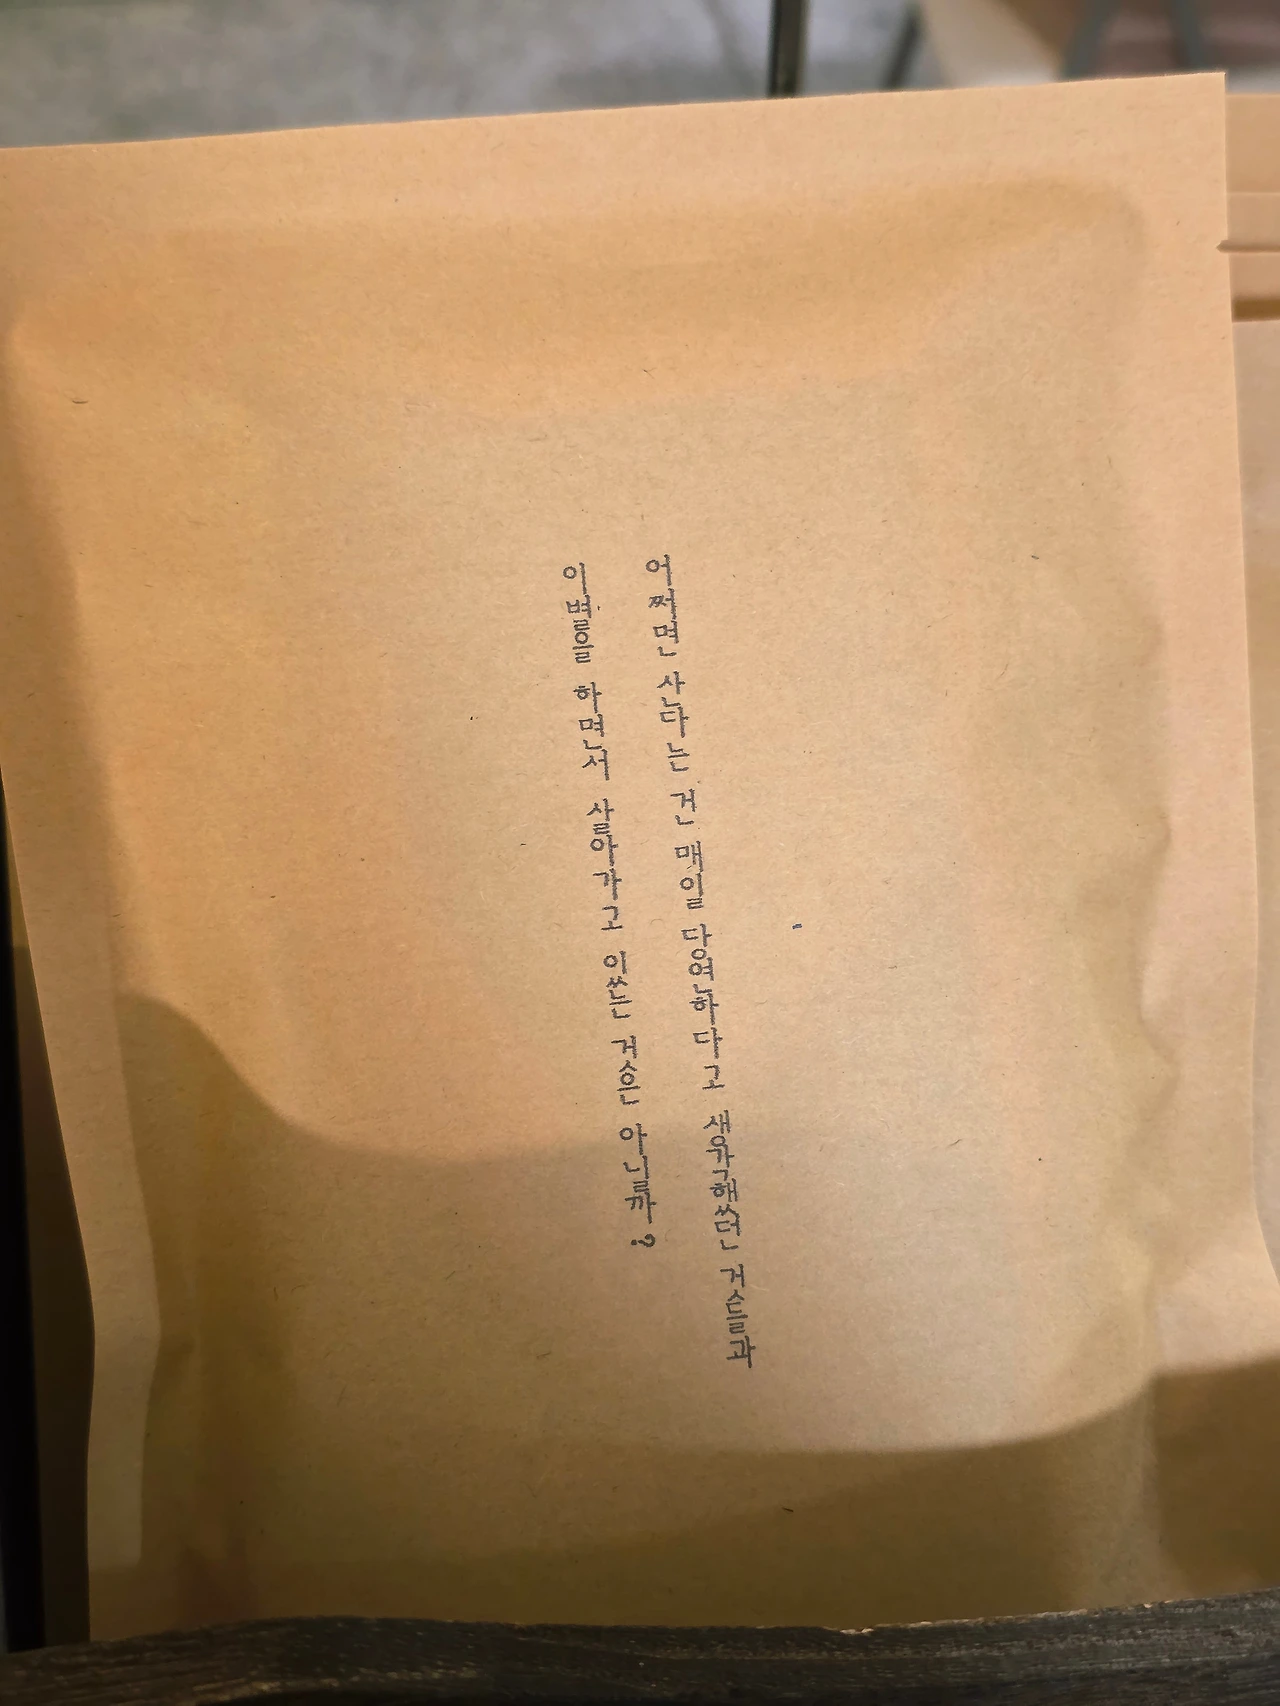 어쩌면 산다는 건 매일 당연하다고 생각했던 것들과
이별을 하면서 살아가고 있는 것은 아닐까?